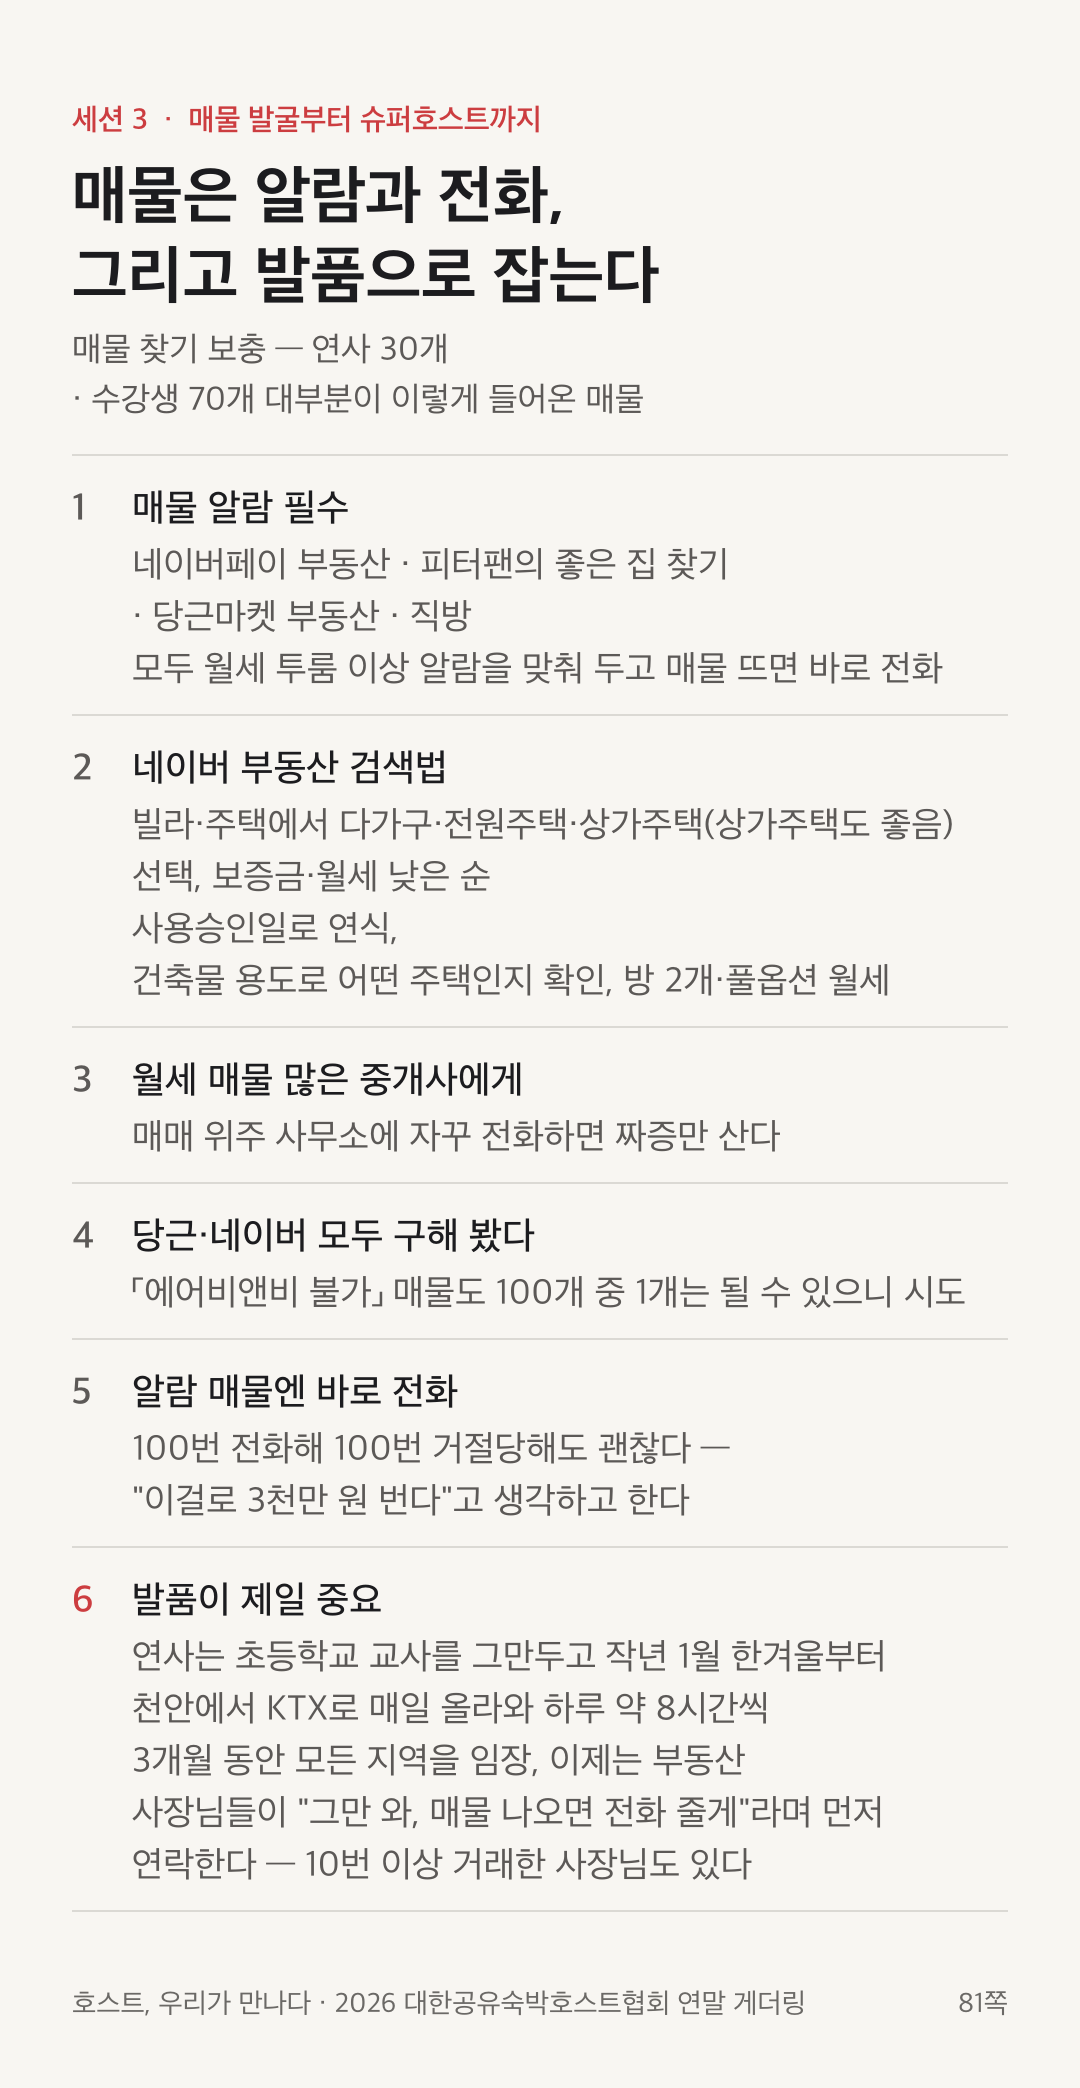 세션 3 · 매물 발굴부터 슈퍼호스트까지
매물은 알람과 전화,
그리고 발품으로 잡는다
매물 찾기 보충 — 연사 30개
· 수강생 70개 대부분이 이렇게 들어온 매물
1 매물 알람 필수
네이버페이 부동산 · 피터팬의 좋은 집 찾기
· 당근마켓 부동산 · 직방
모두 월세 투룸 이상 알람을 맞춰 두고 매물 뜨면 바로 전화
2 네이버 부동산 검색법
빌라·주택에서 다가구·전원주택·상가주택(상가주택도 좋음)
선택, 보증금·월세 낮은 순
사용승인일로 연식,
건축물 용도로 어떤 주택인지 확인, 방 2개·풀옵션 월세
3 월세 매물 많은 중개사에게
매매 위주 사무소에 자꾸 전화하면 짜증만 산다
4 당근·네이버 모두 구해 봤다
「에어비앤비 불가」 매물도 100개 중 1개는 될 수 있으니 시도
5 알람 매물엔 바로 전화
100번 전화해 100번 거절당해도 괜찮다 —
"이걸로 3천만 원 번다"고 생각하고 한다
6 발품이 제일 중요
연사는 초등학교 교사를 그만두고 작년 1월 한겨울부터
천안에서 KTX로 매일 올라와 하루 약 8시간씩
3개월 동안 모든 지역을 임장, 이제는 부동산
사장님들이 "그만 와, 매물 나오면 전화 줄게"라며 먼저
연락한다 — 10번 이상 거래한 사장님도 있다
호스트, 우리가 만나다 · 2026 대한공유숙박호스트협회 연말 게더링 81쪽